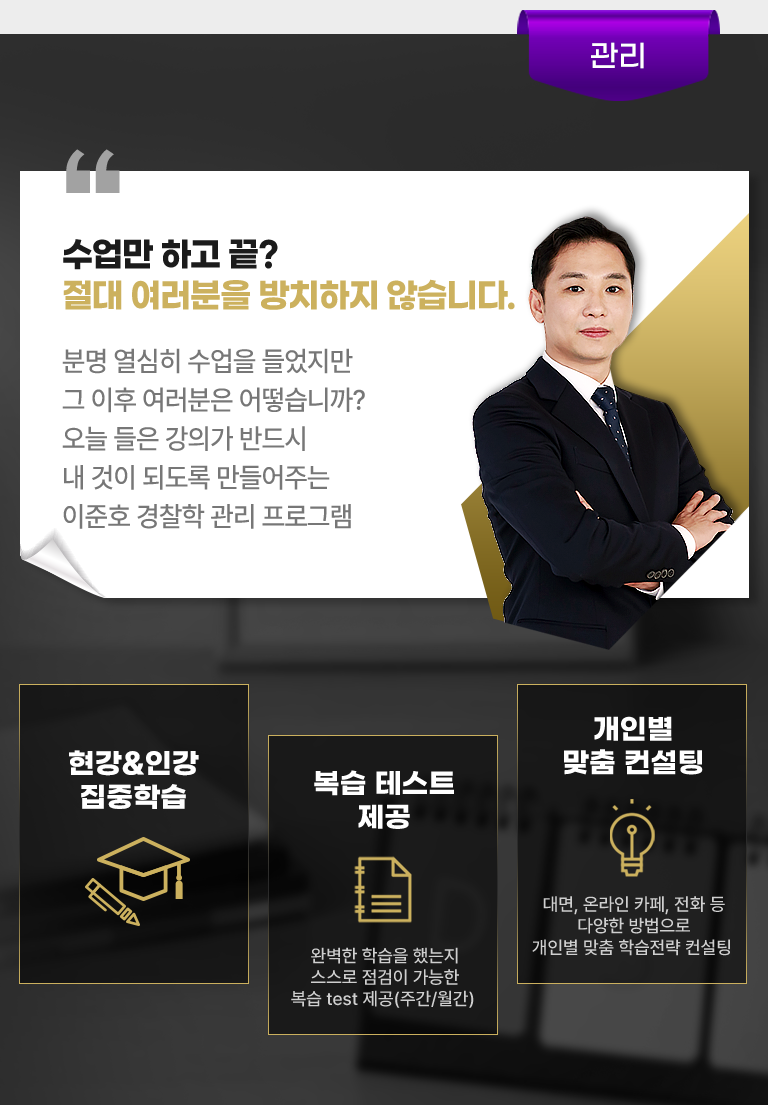 관리
“
수업만 하고 끝?
절대 여러분을 방치하지 않습니다.
분명 열심히 수업을 들었지만
그 이후 여러분은 어떻습니까?
오늘 들은 강의가 반드시
내 것이 되도록 만들어주는
이준호 경찰학 관리 프로그램
현강&인강
집중학습
복습 테스트
제공
완벽한 학습을 했는지
스스로 점검이 가능한
복습 test 제공(주간/월간)
개인별
맞춤 컨설팅
대면, 온라인 카페, 전화 등
다양한 방법으로
개인별 맞춤 학습전략 컨설팅